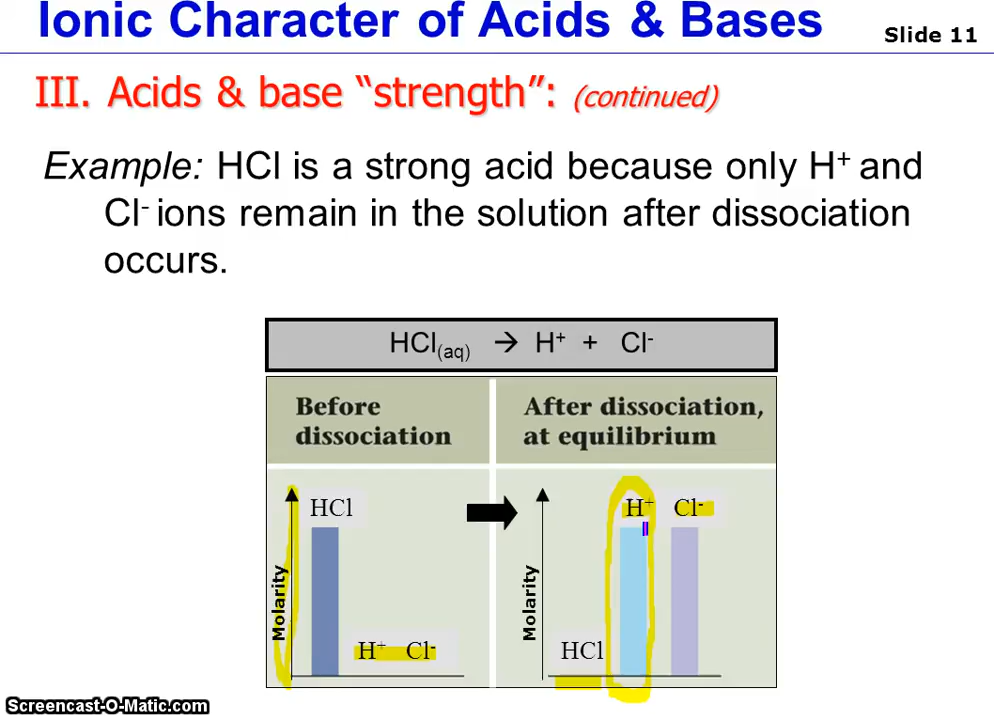 Ionic Character of Acids & Bases
Slide 11
III. Acids & base “strength”: (continued)
Example: HCl is a strong acid because only H⁺ and
Cl⁻ ions remain in the solution after dissociation
occurs.
HCl(aq) → H⁺ + Cl⁻
Before
dissociation
After dissociation,
at equilibrium
HCl
Molarity
H⁺ Cl⁻
H⁺ Cl⁻
Molarity
HCl
Screencast-O-Matic.com